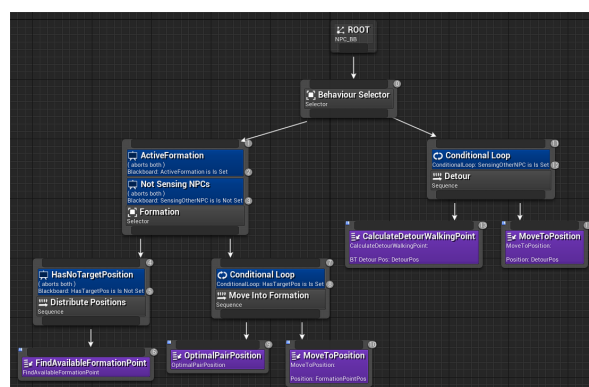 ROOT
NPC_BB
Behaviour Selector
Selector
ActiveFormation
( aborts both )
Blackboard: ActiveFormation is Is Set
Not Sensing NPCs
( aborts both )
Blackboard: SensingOtherNPC is Is Not Set
Formation
Selector
Conditional Loop
ConditionalLoop: SensingOtherNPC is Is Set
Detour
Sequence
CalculateDetourWalkingPoint
CalculateDetourWalkingPoint:
BT Detour Pos: DetourPos
MoveToPosition
MoveToPosition:
Position: DetourPos
HasNoTargetPosition
( aborts both )
Blackboard: HasTargetPos is Is Not Set
Distribute Positions
Sequence
Conditional Loop
ConditionalLoop: HasTargetPos is Is Set
Move Into Formation
Sequence
FindAvailableFormationPoint
FindAvailableFormationPoint
OptimalPairPosition
OptimalPairPosition
MoveToPosition
MoveToPosition:
Position: FormationPointPos